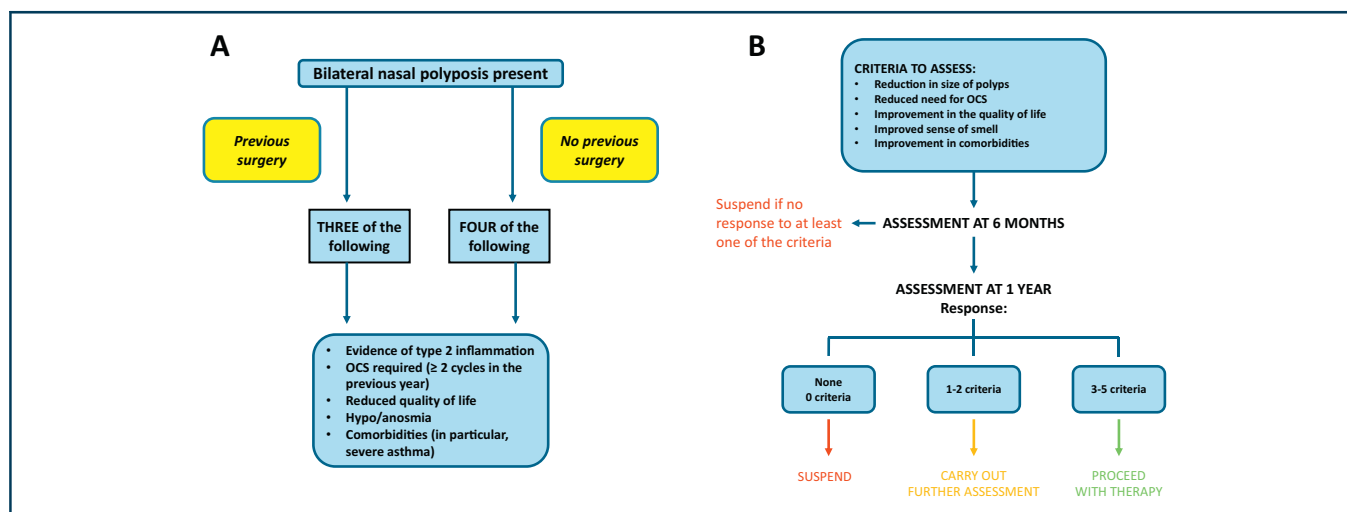 A
Bilateral nasal polyposis present
Previous
surgery
No previous
surgery
THREE of the
following
FOUR of the
following
• Evidence of type 2 inflammation
• OCS required (≥ 2 cycles in the
previous year)
• Reduced quality of life
• Hypo/anosmia
• Comorbidities (in particular,
severe asthma)
B
CRITERIA TO ASSESS:
• Reduction in size of polyps
• Reduced need for OCS
• Improvement in the quality of life
• Improved sense of smell
• Improvement in comorbidities
Suspend if no
response to at least
one of the criteria
ASSESSMENT AT 6 MONTHS
ASSESSMENT AT 1 YEAR
Response:
None
0 criteria
1-2 criteria
3-5 criteria
SUSPEND
CARRY OUT
FURTHER ASSESSMENT
PROCEED
WITH THERAPY